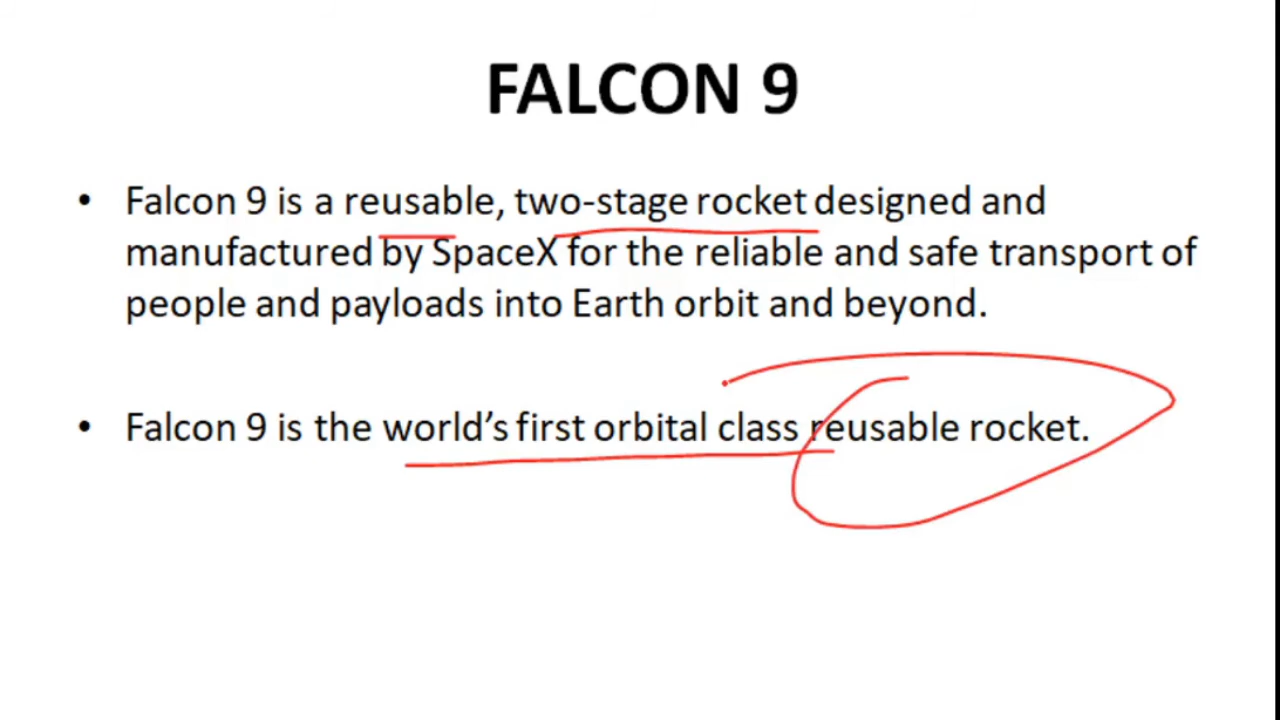 FALCON 9
• Falcon 9 is a reusable, two-stage rocket designed and
manufactured by SpaceX for the reliable and safe transport of
people and payloads into Earth orbit and beyond.
• Falcon 9 is the world’s first orbital class reusable rocket.